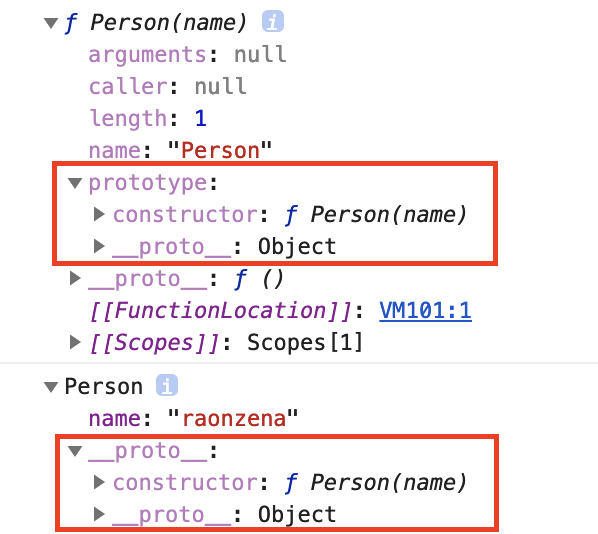 ƒ Person(name) i
arguments: null
caller: null
length: 1
name: "Person"
prototype:
constructor: ƒ Person(name)
__proto__: Object
__proto__: ƒ ()
[[FunctionLocation]]: VM101:1
[[Scopes]]: Scopes[1]
Person i
name: "raonzena"
__proto__:
constructor: ƒ Person(name)
__proto__: Object